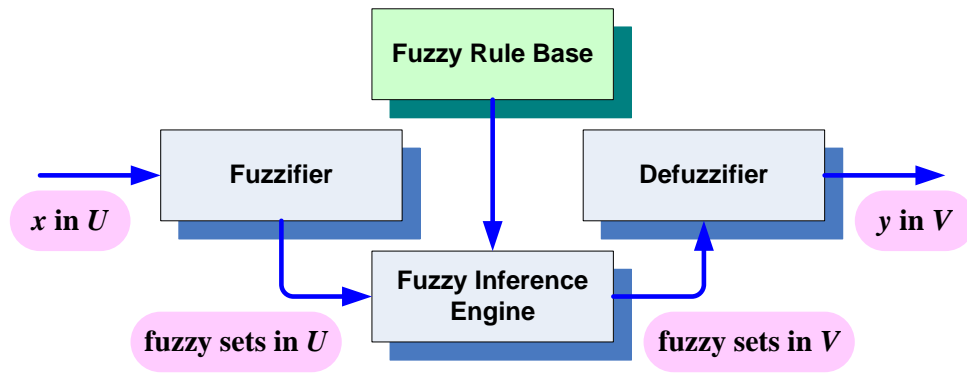 Fuzzy Rule Base
Fuzzifier
Defuzzifier
x in U
y in V
Fuzzy Inference
Engine
fuzzy sets in U
fuzzy sets in V